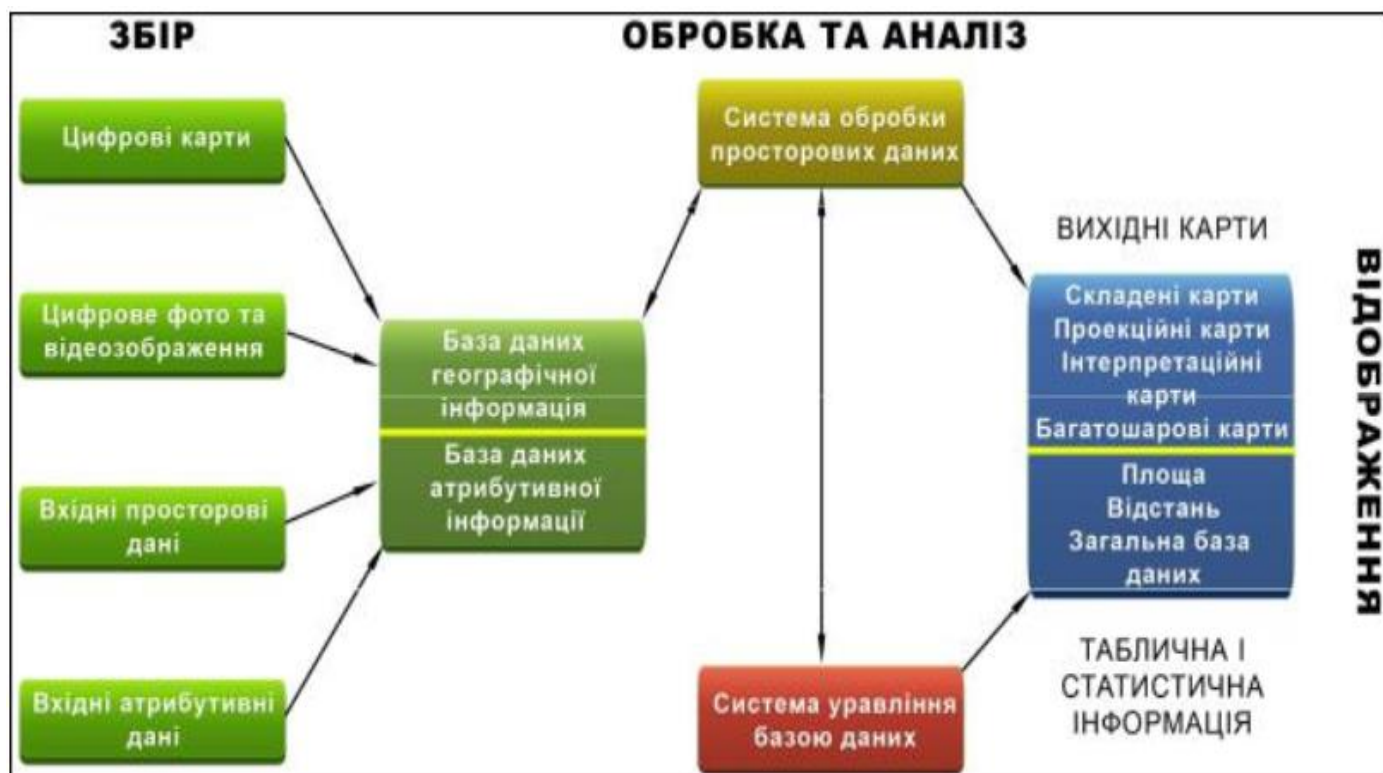 ЗБІР
ОБРОБКА ТА АНАЛІЗ
Цифрові карти
Цифрове фото та
відеозображення
Вхідні просторові
дані
Вхідні атрибутивні
дані
База даних
географічної
інформація
База даних
атрибутивної
інформації
Система обробки
просторових даних
Система уравління
базою даних
ВИХІДНІ КАРТИ
Складені карти
Проекційні карти
Інтерпретаційні
карти
Багатошарові карти
Площа
Відстань
Загальна база
даних
ТАБЛИЧНА І
СТАТИСТИЧНА
ІНФОРМАЦІЯ
ВІДОБРАЖЕННЯ